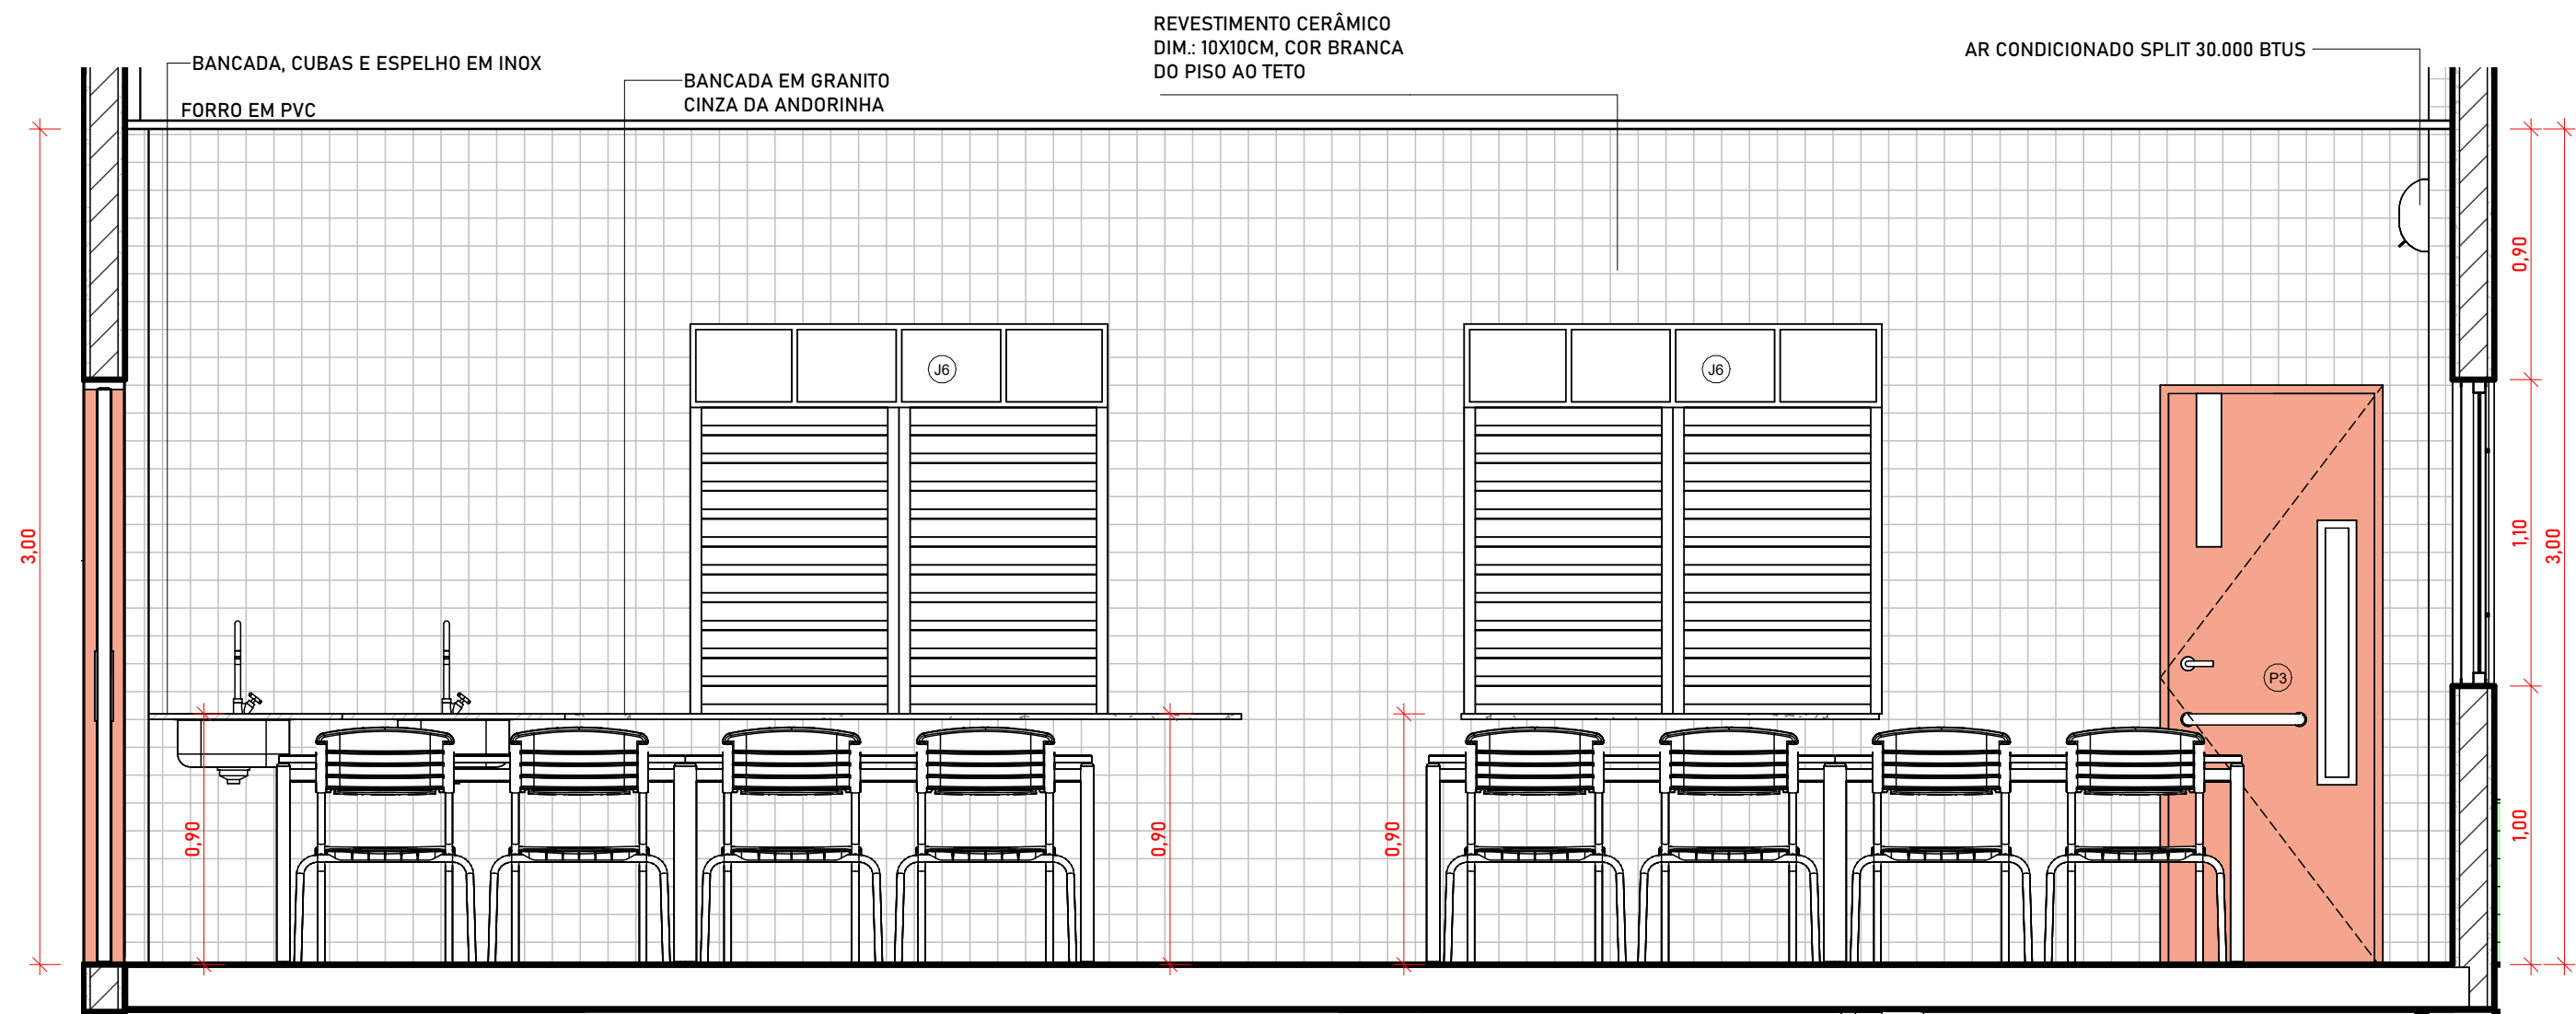 REVESTIMENTO CERÂMICO
DIM.: 10X10CM, COR BRANCA
DO PISO AO TETO
AR CONDICIONADO SPLIT 30.000 BTUS
BANCADA, CUBAS E ESPELHO EM INOX
BANCADA EM GRANITO
CINZA DA ANDORINHA
FORRO EM PVC
3,00
0,90
J6
J6
1,10
3,00
P3
0,90
0,90
0,90
1,00